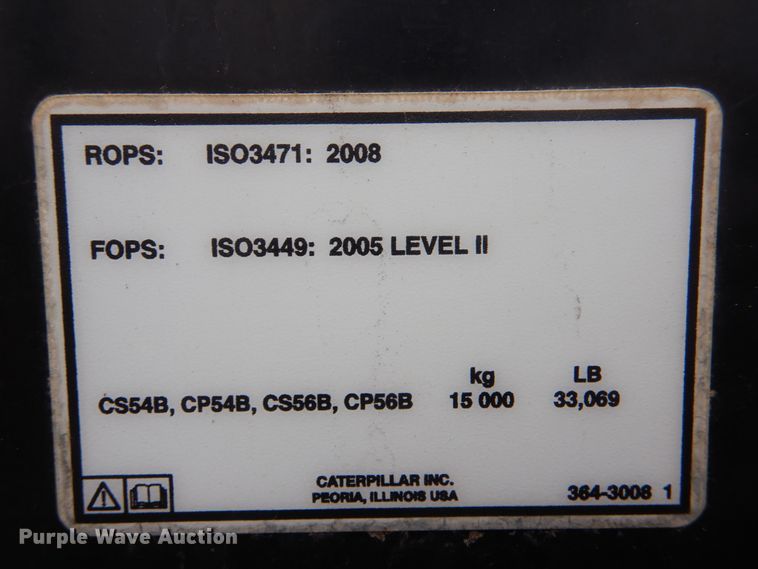 ROPS: ISO3471: 2008
FOPS: ISO3449: 2005 LEVEL II
kg LB
CS54B, CP54B, CS56B, CP56B 15 000 33,069
CATERPILLAR INC.
PEORIA, ILLINOIS USA
364-3008 1
Purple Wave Auction